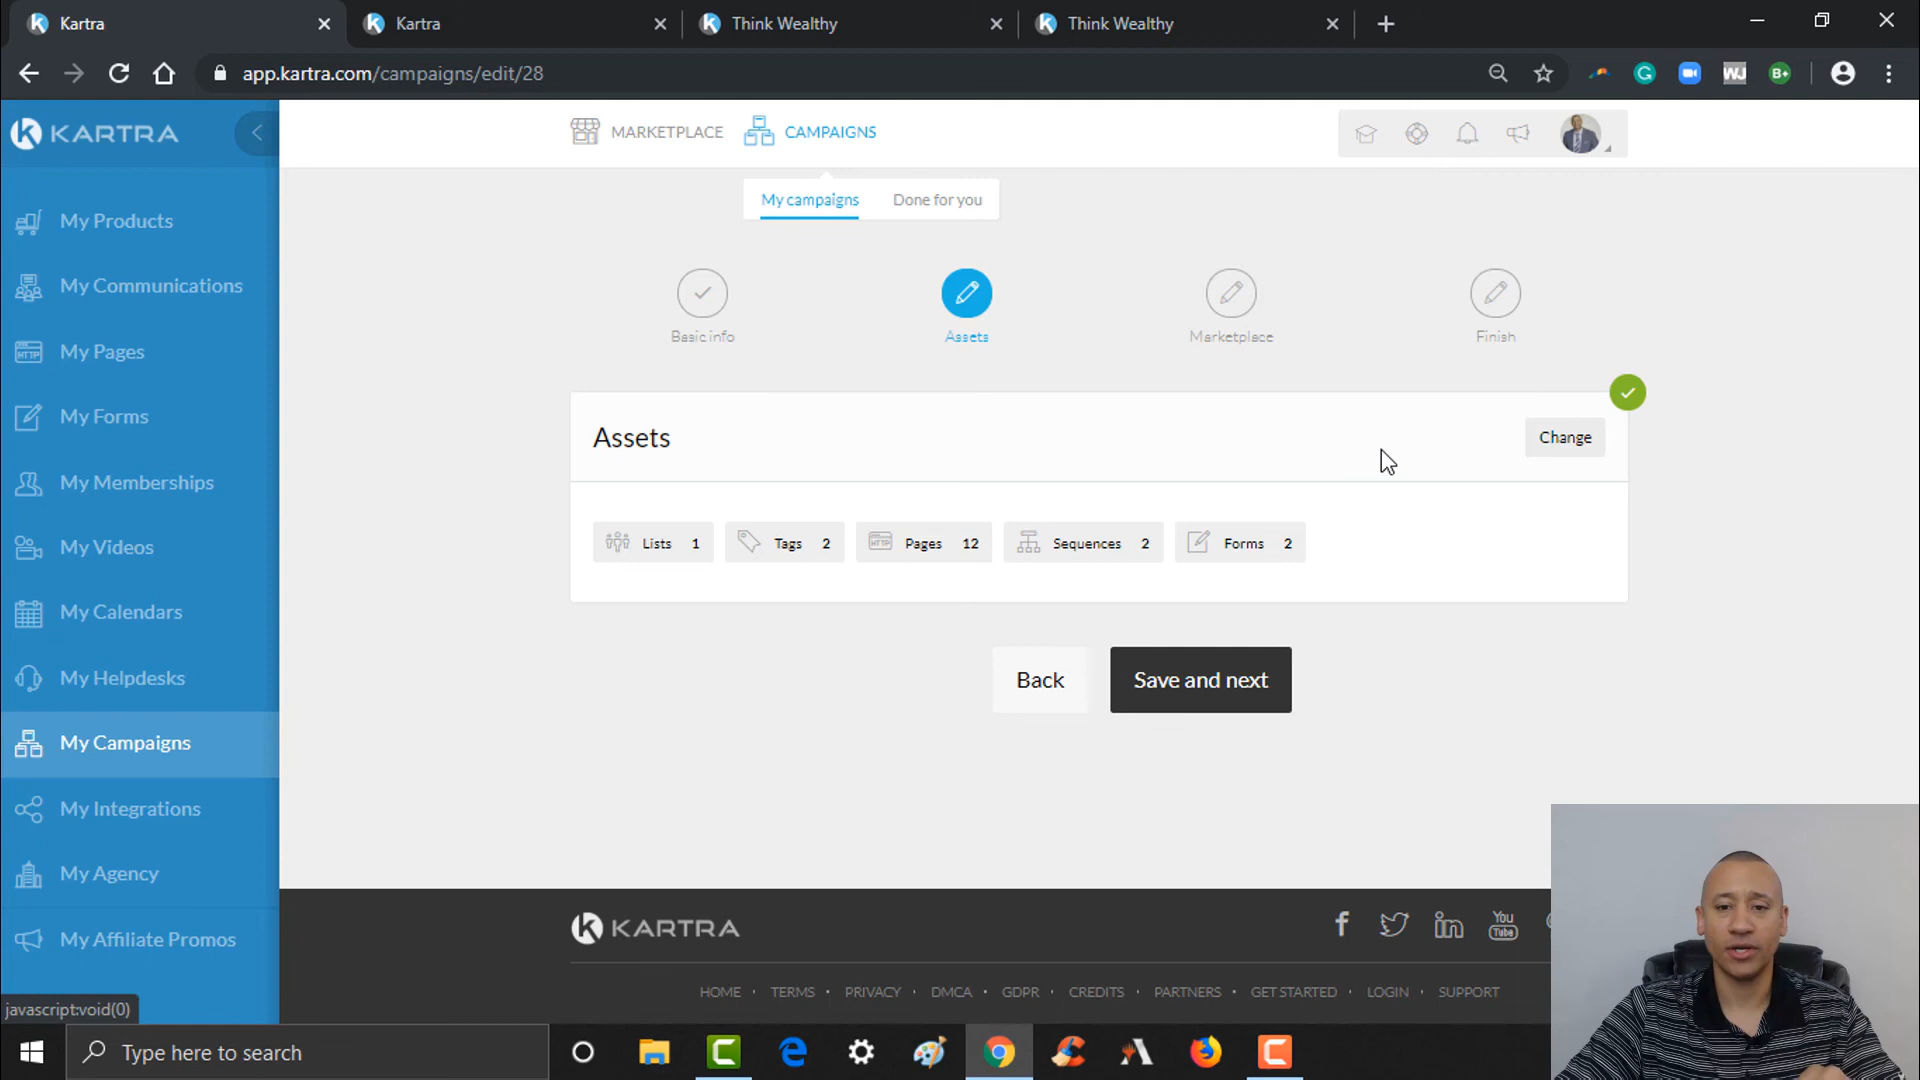 Kartra
Kartra
Think Wealthy
Think Wealthy
app.kartra.com/campaigns/edit/28
WJ
B+
KARTRA
MARKETPLACE
CAMPAIGNS
My campaigns
Done for you
My Products
My Communications
My Pages
My Forms
My Memberships
My Videos
My Calendars
My Helpdesks
My Campaigns
My Integrations
My Agency
My Affiliate Promos
Basic info
Assets
Marketplace
Finish
Assets
Change
Lists 1
Tags 2
HTTP Pages 12
Sequences 2
Forms 2
Back
Save and next
KARTRA
You Tube
HOME · TERMS · PRIVACY · DMCA · GDPR · CREDITS · PARTNERS · GET STARTED · LOGIN · SUPPORT
javascript:void(0)
Type here to search